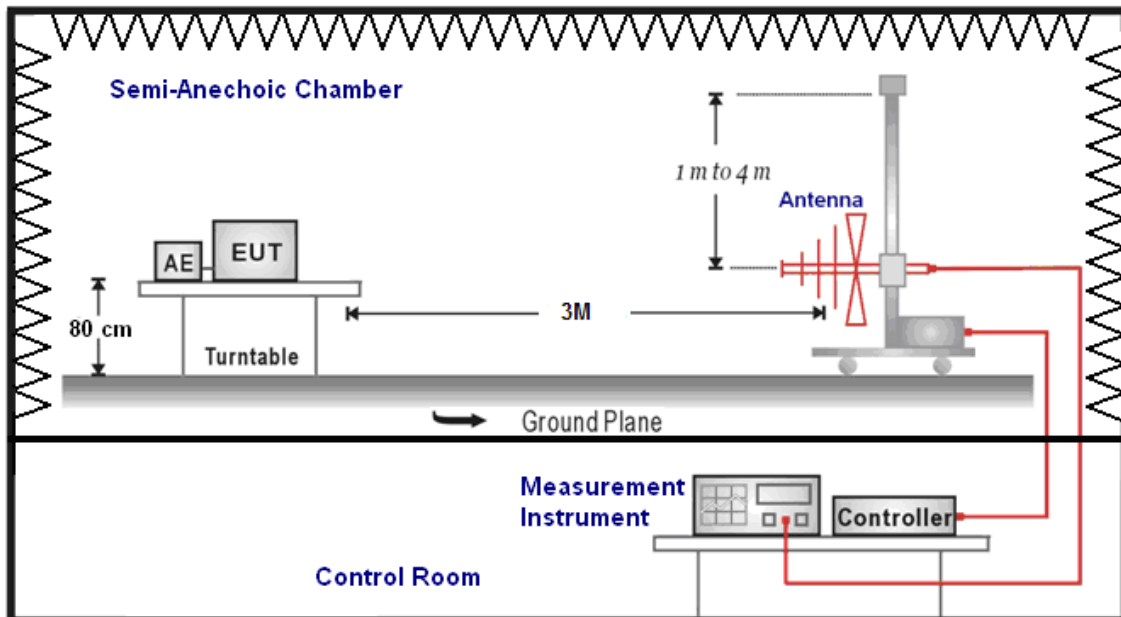 Semi-Anechoic Chamber
1 m to 4 m
Antenna
AE
EUT
80 cm
3M
Turntable
Ground Plane
Measurement
Instrument
Controller
Control Room